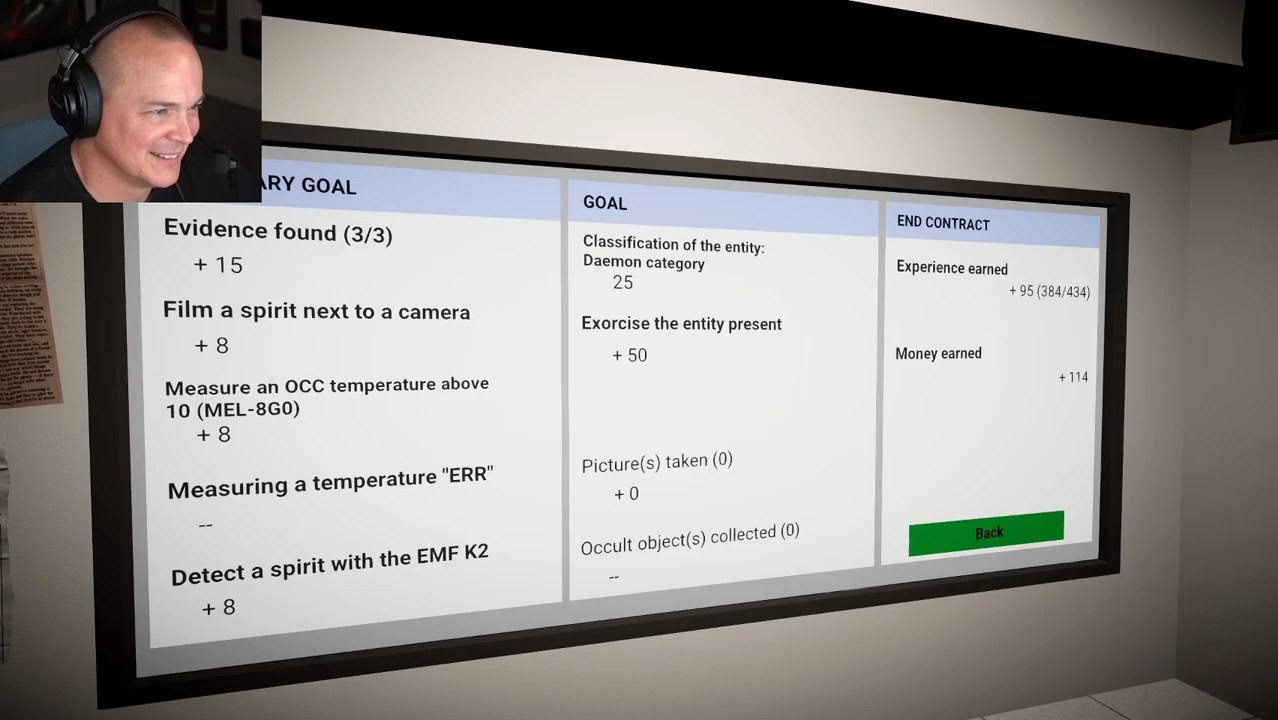 ARY GOAL
Evidence found (3/3)
+ 15
Film a spirit next to a camera
+ 8
Measure an OCC temperature above
10 (MEL-8G0)
+ 8
Measuring a temperature "ERR"
--
Detect a spirit with the EMF K2
+ 8
GOAL
Classification of the entity:
Daemon category
25
Exorcise the entity present
+ 50
Picture(s) taken (0)
+ 0
Occult object(s) collected (0)
--
END CONTRACT
Experience earned
+ 95 (384/434)
Money earned
+ 114
Back